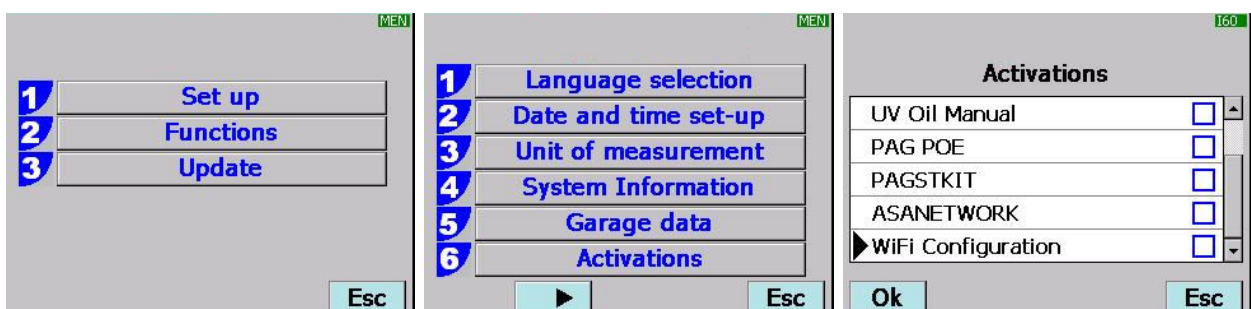 MEN
1 Set up
2 Functions
3 Update
Esc
MEN
1 Language selection
2 Date and time set-up
3 Unit of measurement
4 System Information
5 Garage data
6 Activations
Esc
I60
Activations
UV Oil Manual
PAG POE
PAGSTKIT
ASANETWORK
WiFi Configuration
Ok Esc